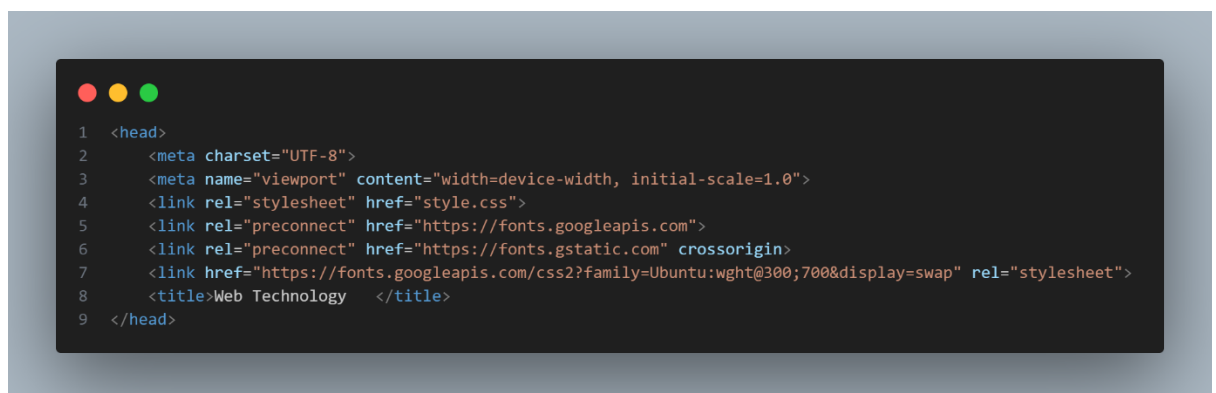 1 <head>
2     <meta charset="UTF-8">
3     <meta name="viewport" content="width=device-width, initial-scale=1.0">
4     <link rel="stylesheet" href="style.css">
5     <link rel="preconnect" href="https://fonts.googleapis.com">
6     <link rel="preconnect" href="https://fonts.gstatic.com" crossorigin>
7     <link href="https://fonts.googleapis.com/css2?family=Ubuntu:wght@300;700&display=swap" rel="stylesheet">
8     <title>Web Technology   </title>
9 </head>